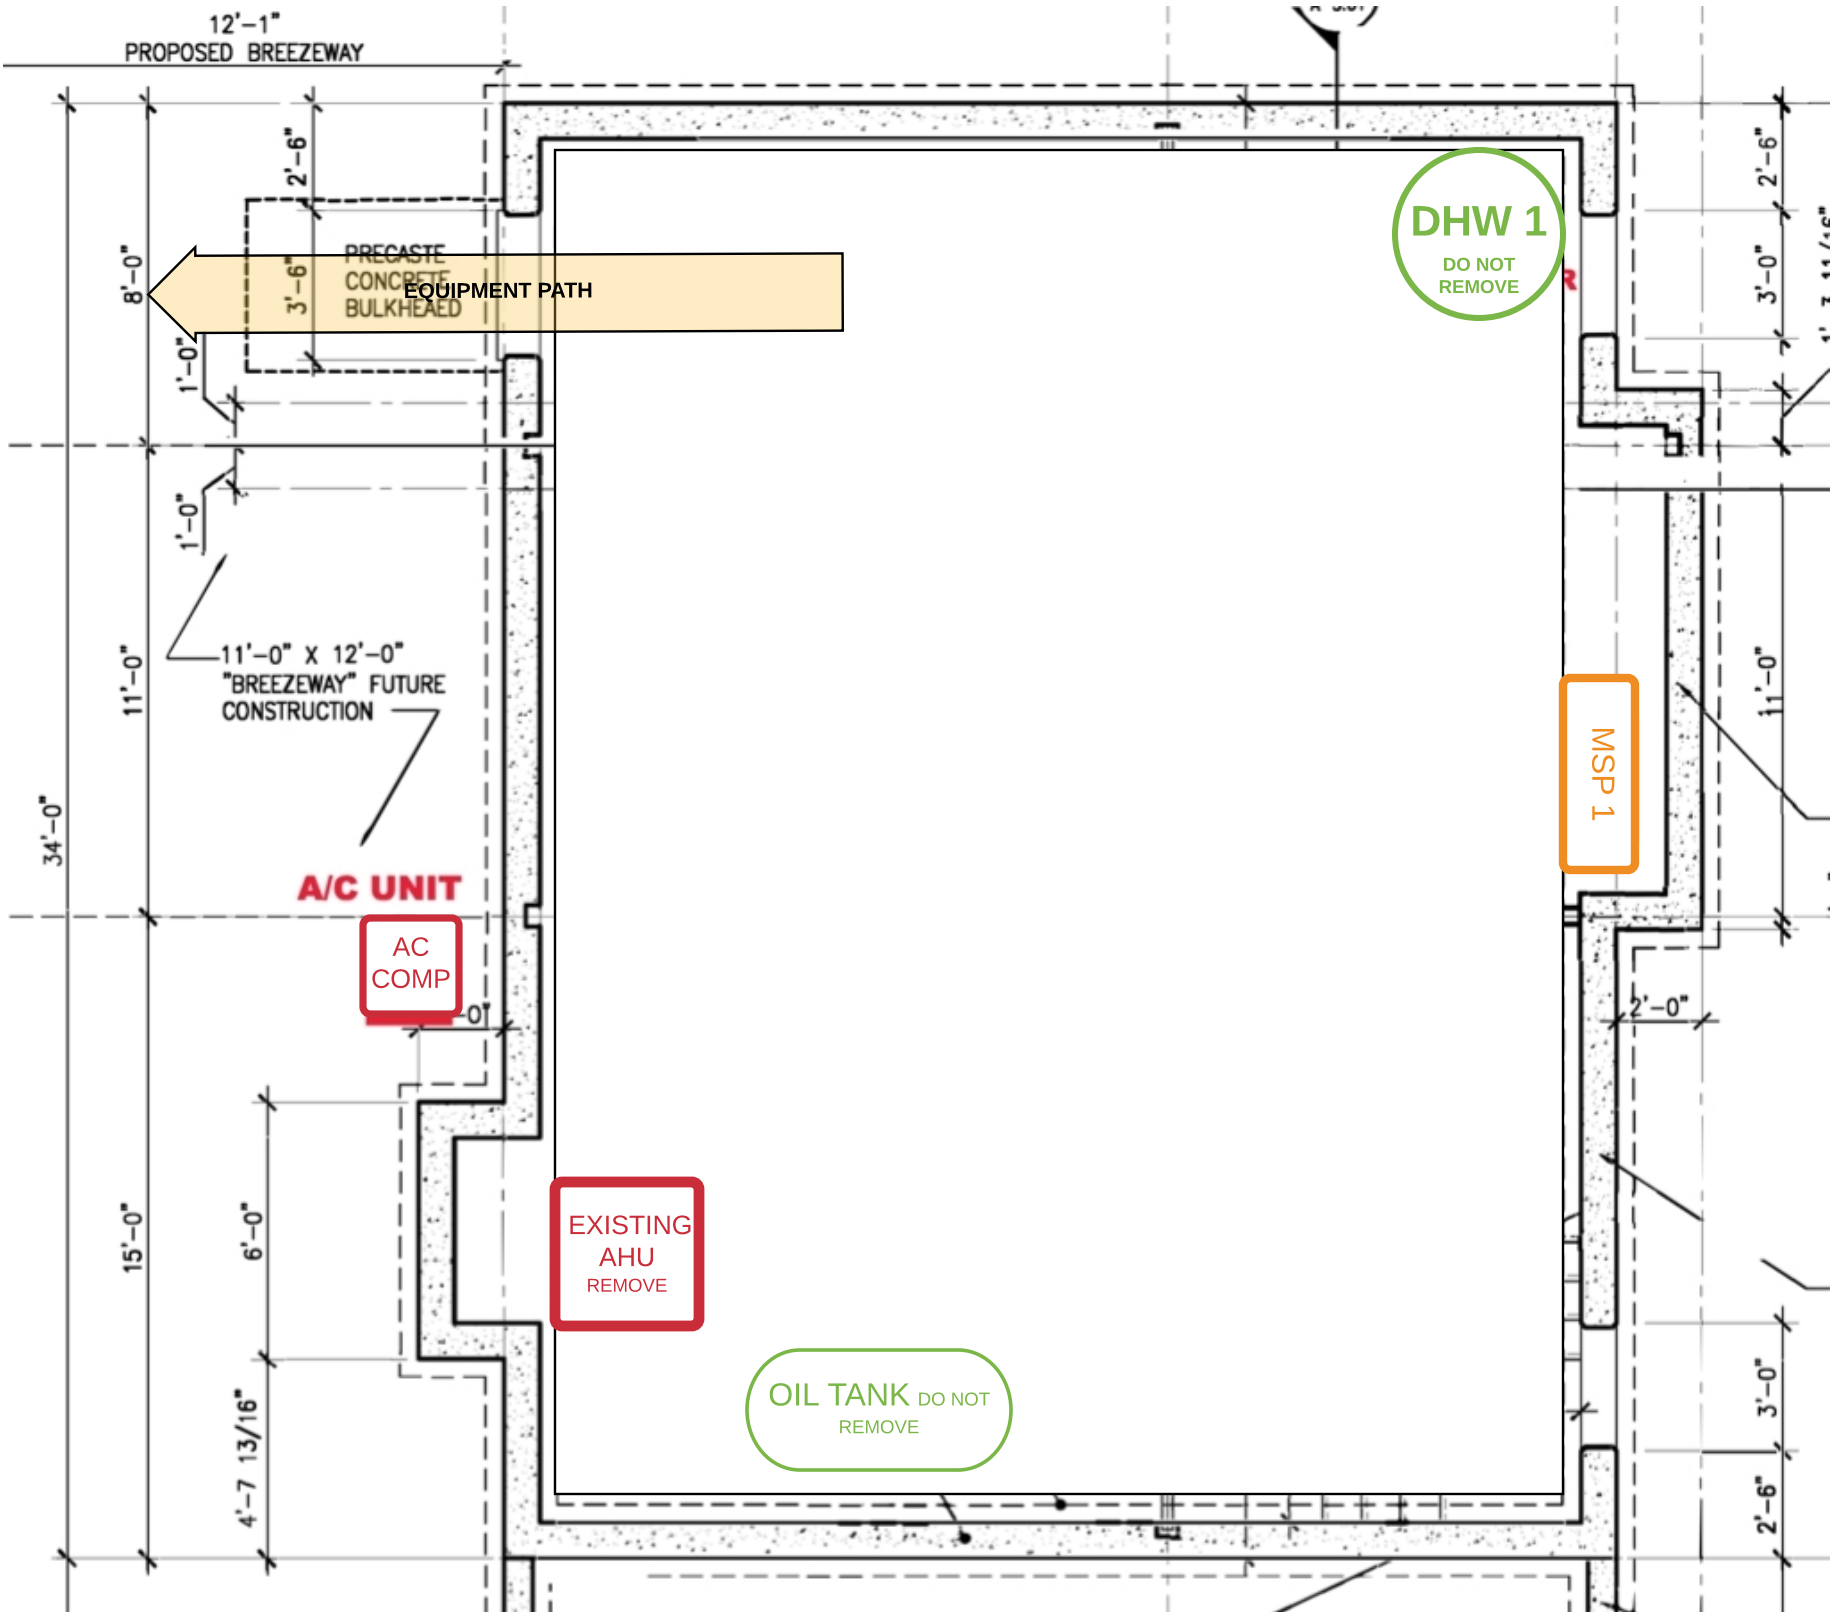 12'-1"
PROPOSED BREEZEWAY
2'-6"
8'-0"
3'-6"
PRECASTE
CONCRETE
BULKHEAED
EQUIPMENT PATH
1'-0"
1'-0"
11'-0"
11'-0" X 12'-0"
"BREEZEWAY" FUTURE
CONSTRUCTION
34'-0"
A/C UNIT
AC
COMP
-0"
15'-0"
6'-0"
4'-7 13/16"
EXISTING
AHU
REMOVE
OIL TANK DO NOT
REMOVE
DHW 1
DO NOT
REMOVE
R
MSP 1
2'-6"
3'-0"
11'-0"
2'-0"
3'-0"
2'-6"